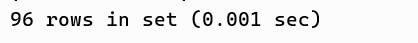 96 rows in set (0.001 sec)